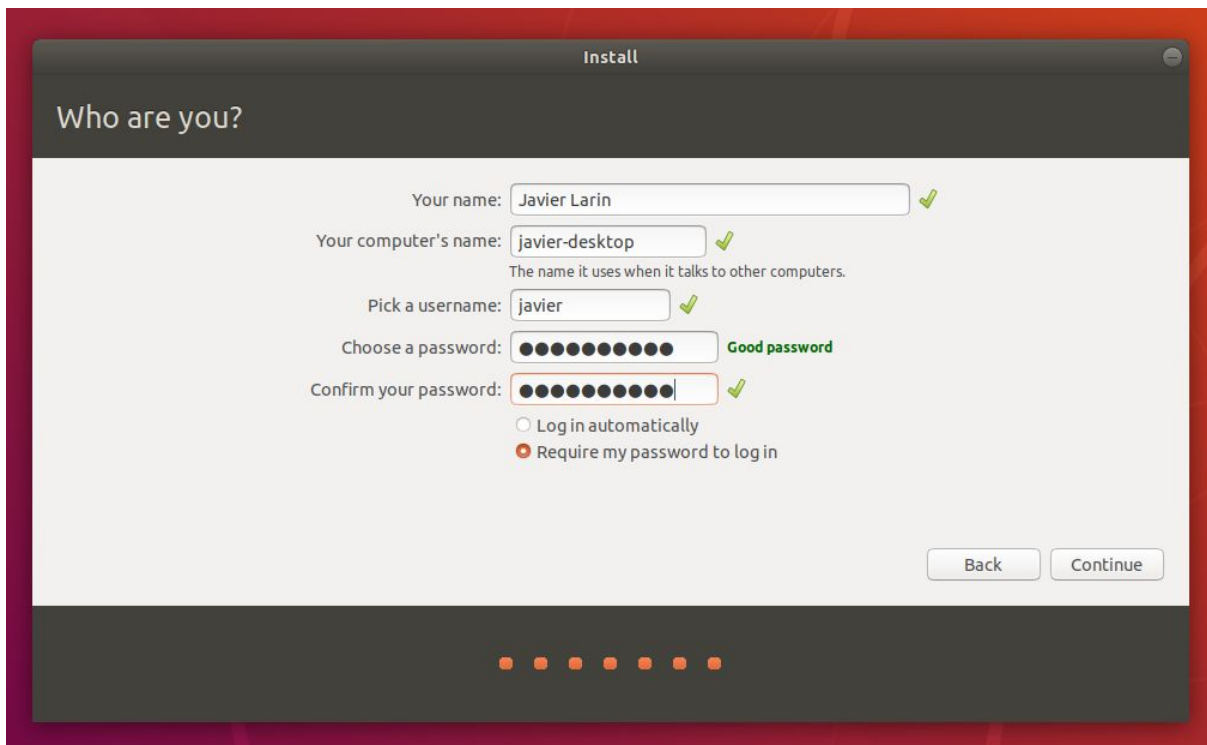 Install
Who are you?
Your name: Javier Larin
Your computer's name: javier-desktop
The name it uses when it talks to other computers.
Pick a username: javier
Choose a password: ●●●●●●●●●● Good password
Confirm your password: ●●●●●●●●●●
Log in automatically
Require my password to log in
Back Continue